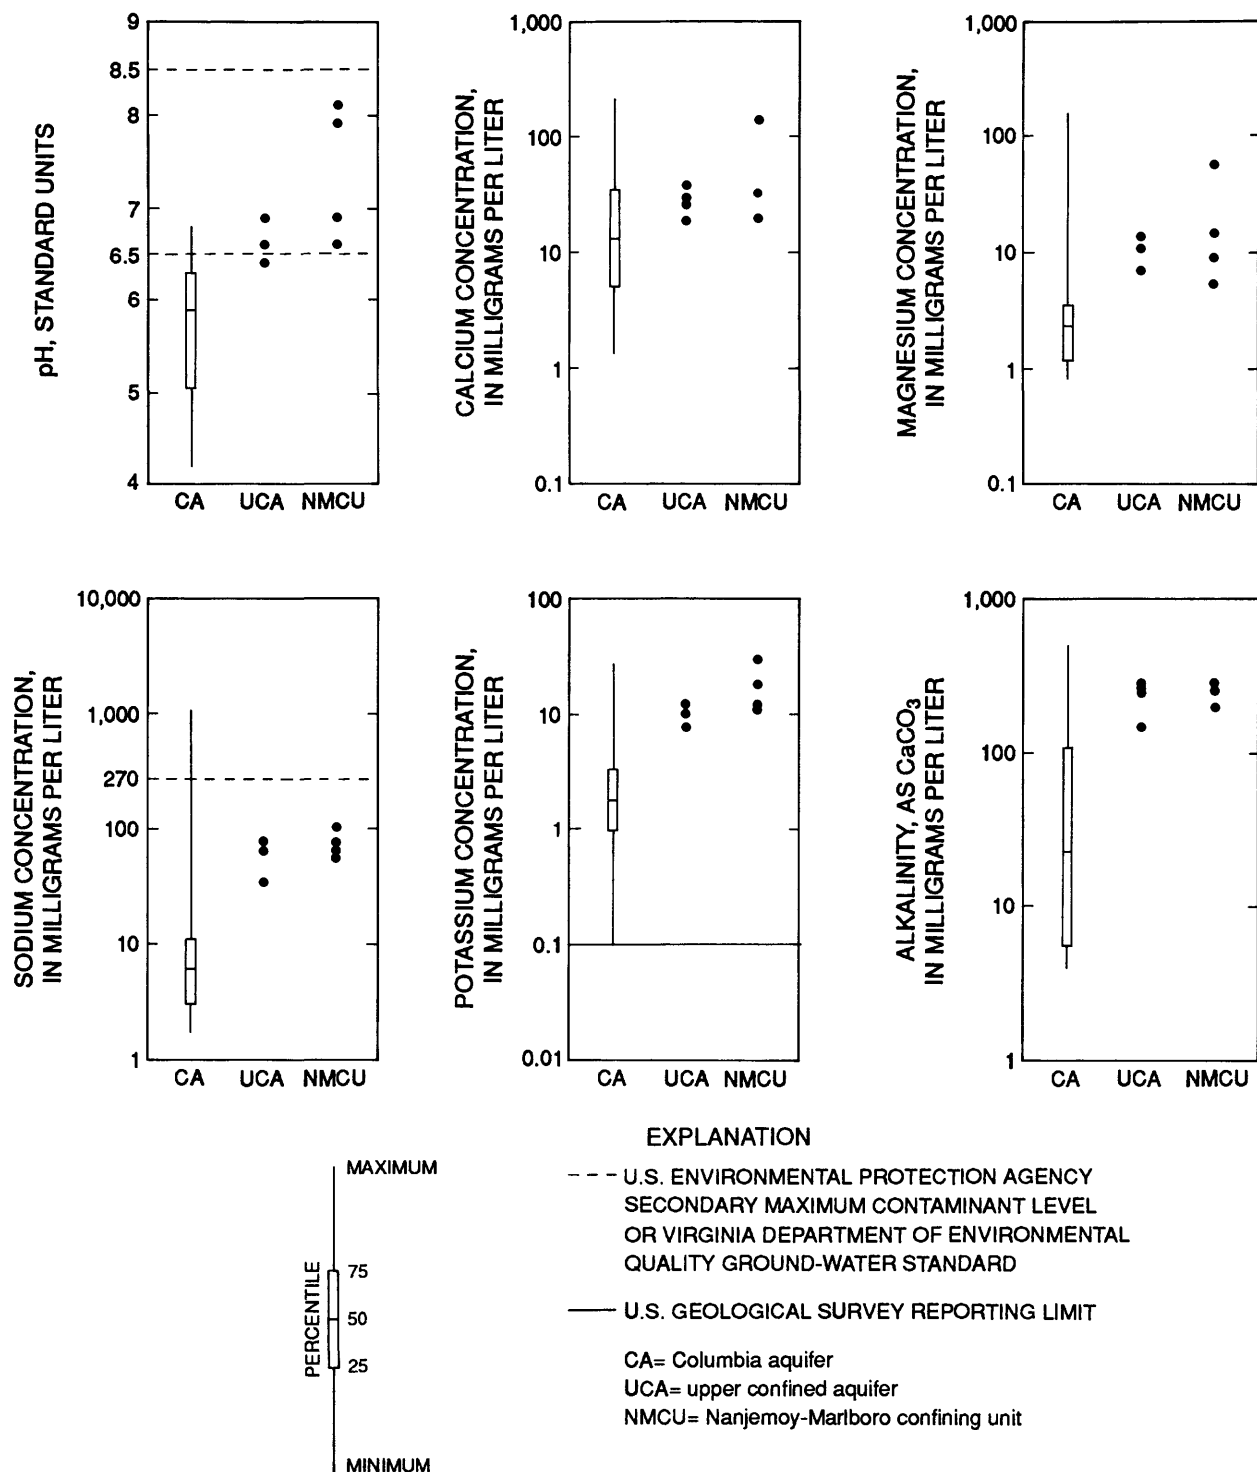 pH, STANDARD UNITS
9
8.5
8
7
6.5
6
5
4
CA UCA NMCU
CALCIUM CONCENTRATION,
IN MILLIGRAMS PER LITER
1,000
100
10
1
0.1
CA UCA NMCU
MAGNESIUM CONCENTRATION,
IN MILLIGRAMS PER LITER
1,000
100
10
1
0.1
CA UCA NMCU
SODIUM CONCENTRATION,
IN MILLIGRAMS PER LITER
10,000
1,000
270
100
10
1
CA UCA NMCU
POTASSIUM CONCENTRATION,
IN MILLIGRAMS PER LITER
100
10
1
0.1
0.01
CA UCA NMCU
ALKALINITY, AS CaCO3
IN MILLIGRAMS PER LITER
1,000
100
10
1
CA UCA NMCU
EXPLANATION
PERCENTILE
MAXIMUM
75
50
25
MINIMUM
U.S. ENVIRONMENTAL PROTECTION AGENCY
SECONDARY MAXIMUM CONTAMINANT LEVEL
OR VIRGINIA DEPARTMENT OF ENVIRONMENTAL
QUALITY GROUND-WATER STANDARD
U.S. GEOLOGICAL SURVEY REPORTING LIMIT
CA= Columbia aquifer
UCA= upper confined aquifer
NMCU= Nanjemoy-Marlboro confining unit